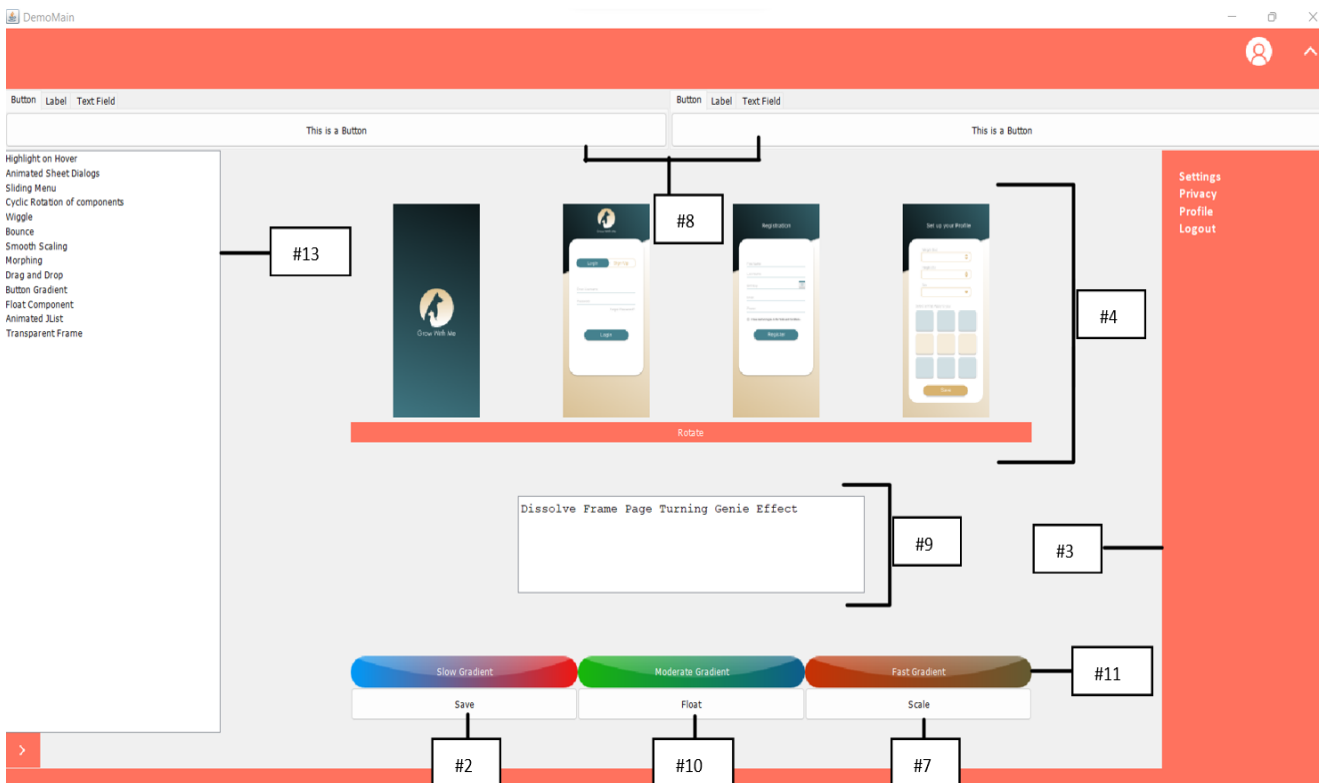 DemoMain
Button Label Text Field
Button Label Text Field
This is a Button
This is a Button
Highlight on Hover
Animated Sheet Dialogs
Sliding Menu
Cyclic Rotation of components
Wiggle
Bounce
Smooth Scaling
Morphing
Drag and Drop
Button Gradient
Float Component
Animated JList
Transparent Frame
#13
#8
Grow With Me
Login
Login
Registration
Register
Set up your Profile
Save
Rotate
#4
Settings
Privacy
Profile
Logout
Dissolve Frame Page Turning Genie Effect
#9
#3
Slow Gradient
Moderate Gradient
Fast Gradient
#11
Save
Float
Scale
#2
#10
#7